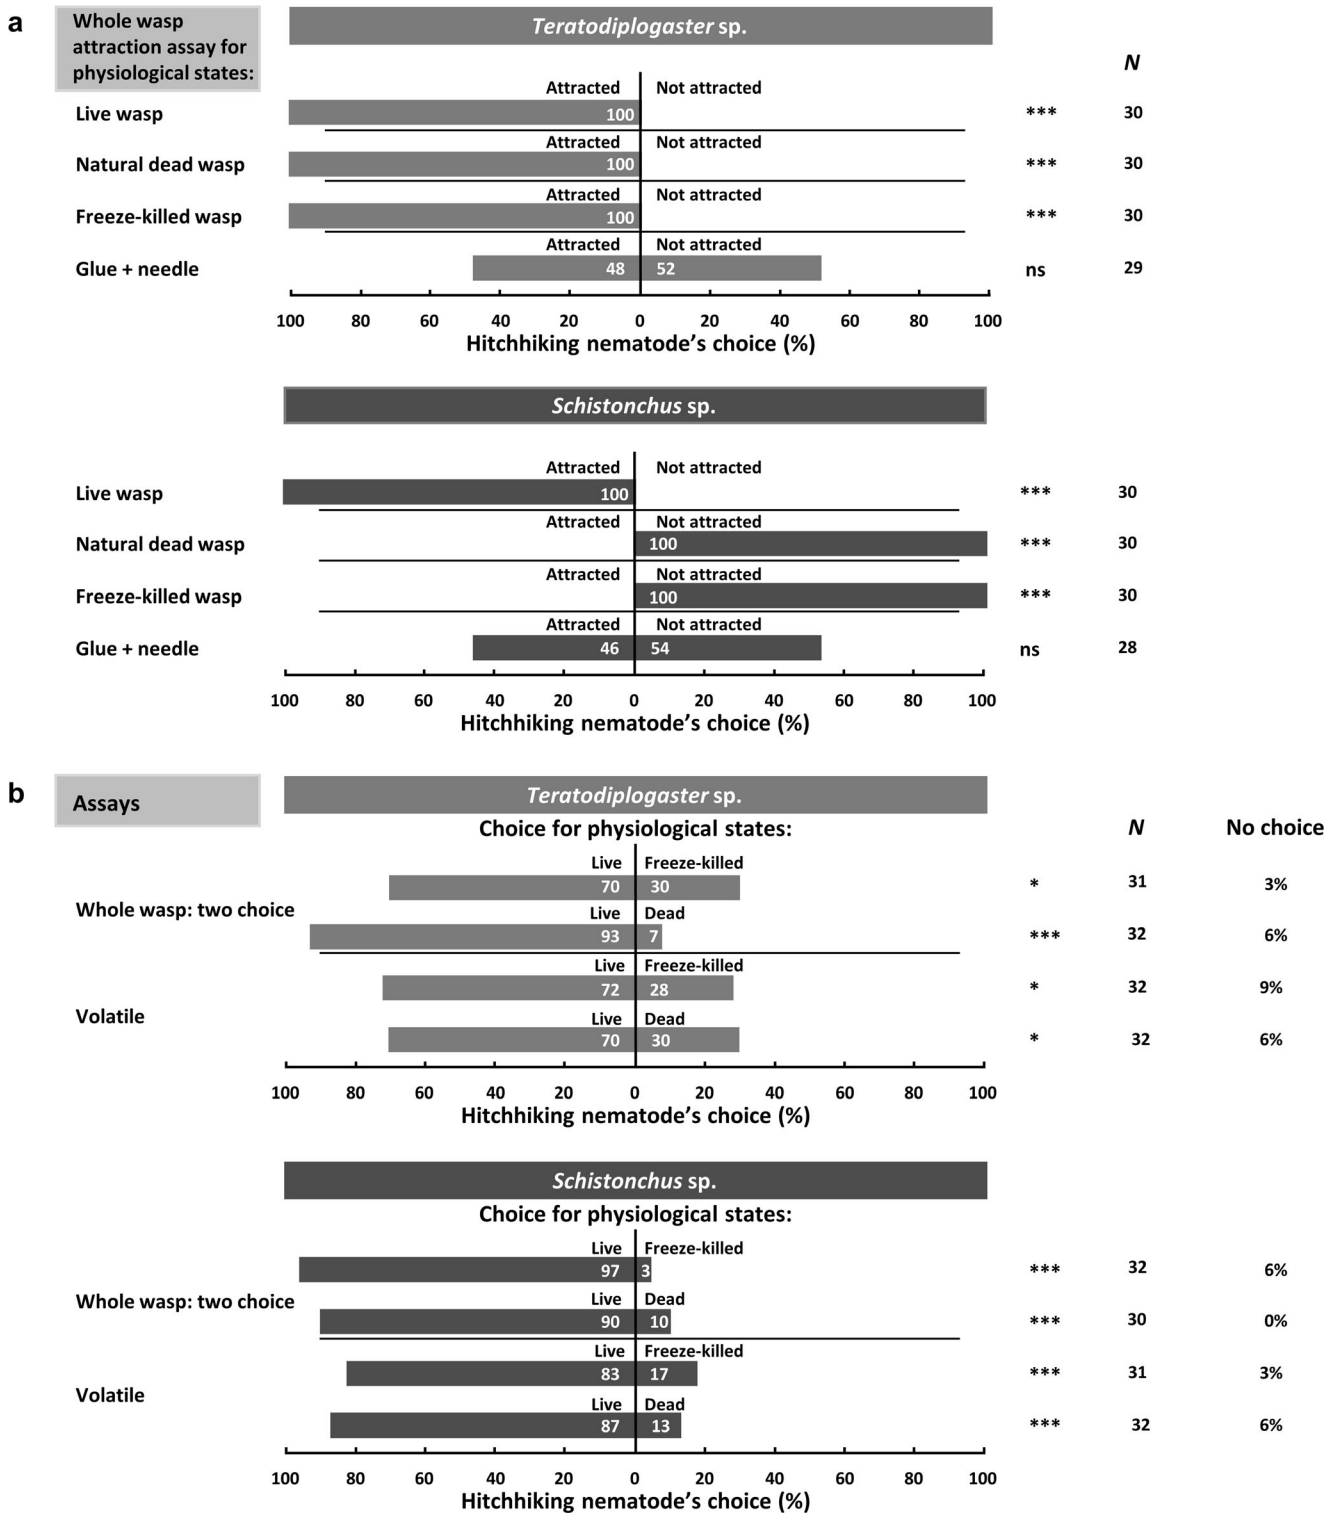 a
Whole wasp
attraction assay for
physiological states:
Teratodiplogaster sp.
N
Attracted Not attracted
Live wasp 100 *** 30
Attracted Not attracted
Natural dead wasp 100 *** 30
Attracted Not attracted
Freeze-killed wasp 100 *** 30
Attracted Not attracted
Glue + needle 48 52 ns 29
100 80 60 40 20 0 20 40 60 80 100
Hitchhiking nematode’s choice (%)
Schistonchus sp.
Attracted Not attracted
Live wasp 100 *** 30
Attracted Not attracted
Natural dead wasp 100 *** 30
Attracted Not attracted
Freeze-killed wasp 100 *** 30
Attracted Not attracted
Glue + needle 46 54 ns 28
100 80 60 40 20 0 20 40 60 80 100
Hitchhiking nematode’s choice (%)
b
Assays
Teratodiplogaster sp.
Choice for physiological states: N No choice
Live Freeze-killed
70 30 * 31 3%
Whole wasp: two choice
Live Dead
93 7 *** 32 6%
Live Freeze-killed
72 28 * 32 9%
Volatile
Live Dead
70 30 * 32 6%
100 80 60 40 20 0 20 40 60 80 100
Hitchhiking nematode’s choice (%)
Schistonchus sp.
Choice for physiological states:
Live Freeze-killed
97 3 *** 32 6%
Whole wasp: two choice
Live Dead
90 10 *** 30 0%
Live Freeze-killed
83 17 *** 31 3%
Volatile
Live Dead
87 13 *** 32 6%
100 80 60 40 20 0 20 40 60 80 100
Hitchhiking nematode’s choice (%)